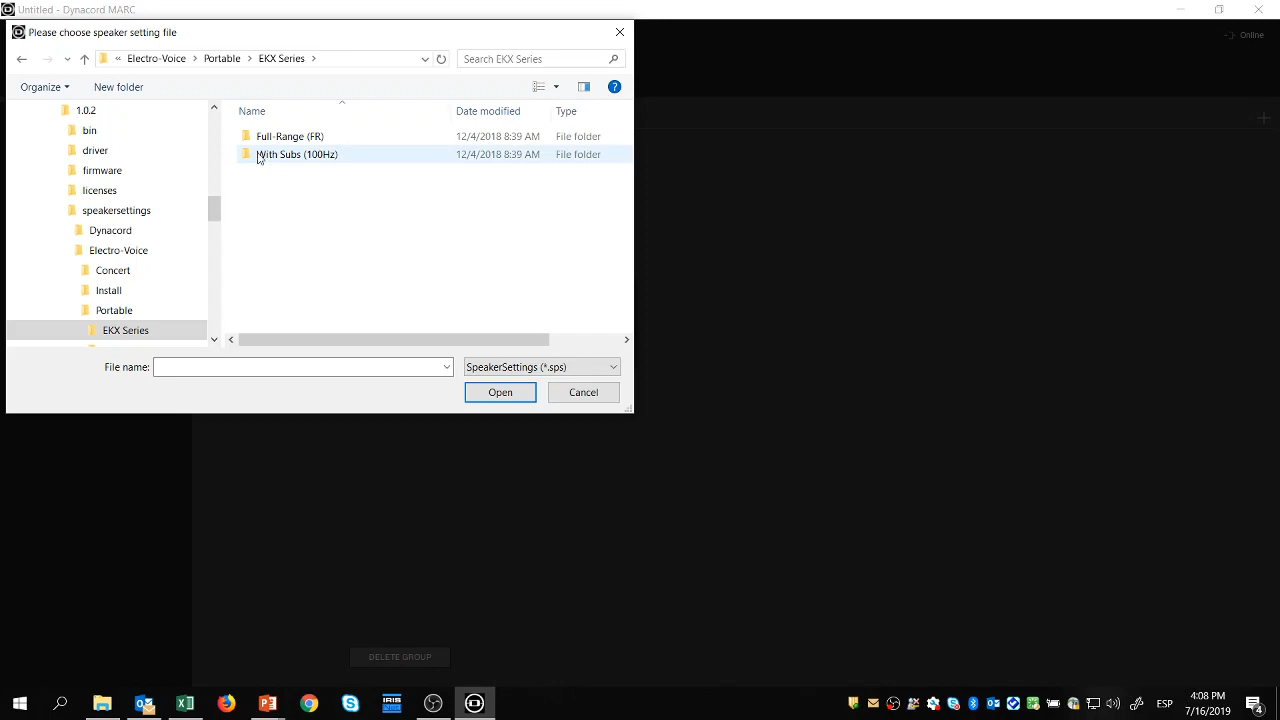 Untitled - Dynacord MARC
Please choose speaker setting file
Online
« Electro-Voice > Portable > EKX Series >
Search EKX Series
Organize
New folder
Name
Date modified
Type
1.0.2
bin
driver
firmware
licenses
speakersettings
Dynacord
Electro-Voice
Concert
Install
Portable
EKX Series
Full-Range (FR) 12/4/2018 8:39 AM File folder
With Subs (100Hz) 12/4/2018 8:39 AM File folder
File name:
SpeakerSettings (*.sps)
Open
Cancel
DELETE GROUP
IRIS
ESP
4:08 PM
7/16/2019
4